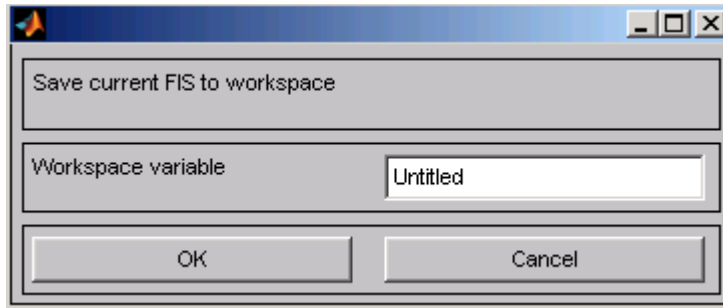 Save current FIS to workspace
Workspace variable
Untitled
OK
Cancel